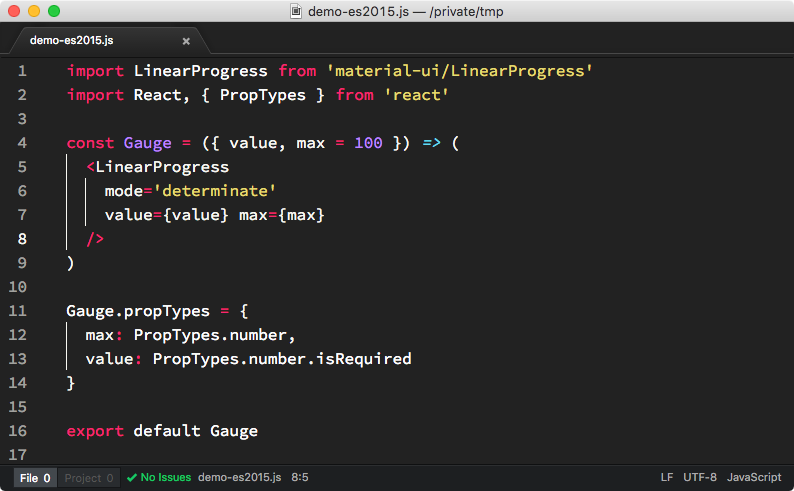 demo-es2015.js — /private/tmp
demo-es2015.js ×
1 import LinearProgress from 'material-ui/LinearProgress'
2 import React, { PropTypes } from 'react'
3
4 const Gauge = ({ value, max = 100 }) => (
5   <LinearProgress
6     mode='determinate'
7     value={value} max={max}
8   />
9 )
10
11 Gauge.propTypes = {
12   max: PropTypes.number,
13   value: PropTypes.number.isRequired
14 }
15
16 export default Gauge
17
File 0 Project 0 ✔ No Issues demo-es2015.js 8:5 LF UTF-8 JavaScript